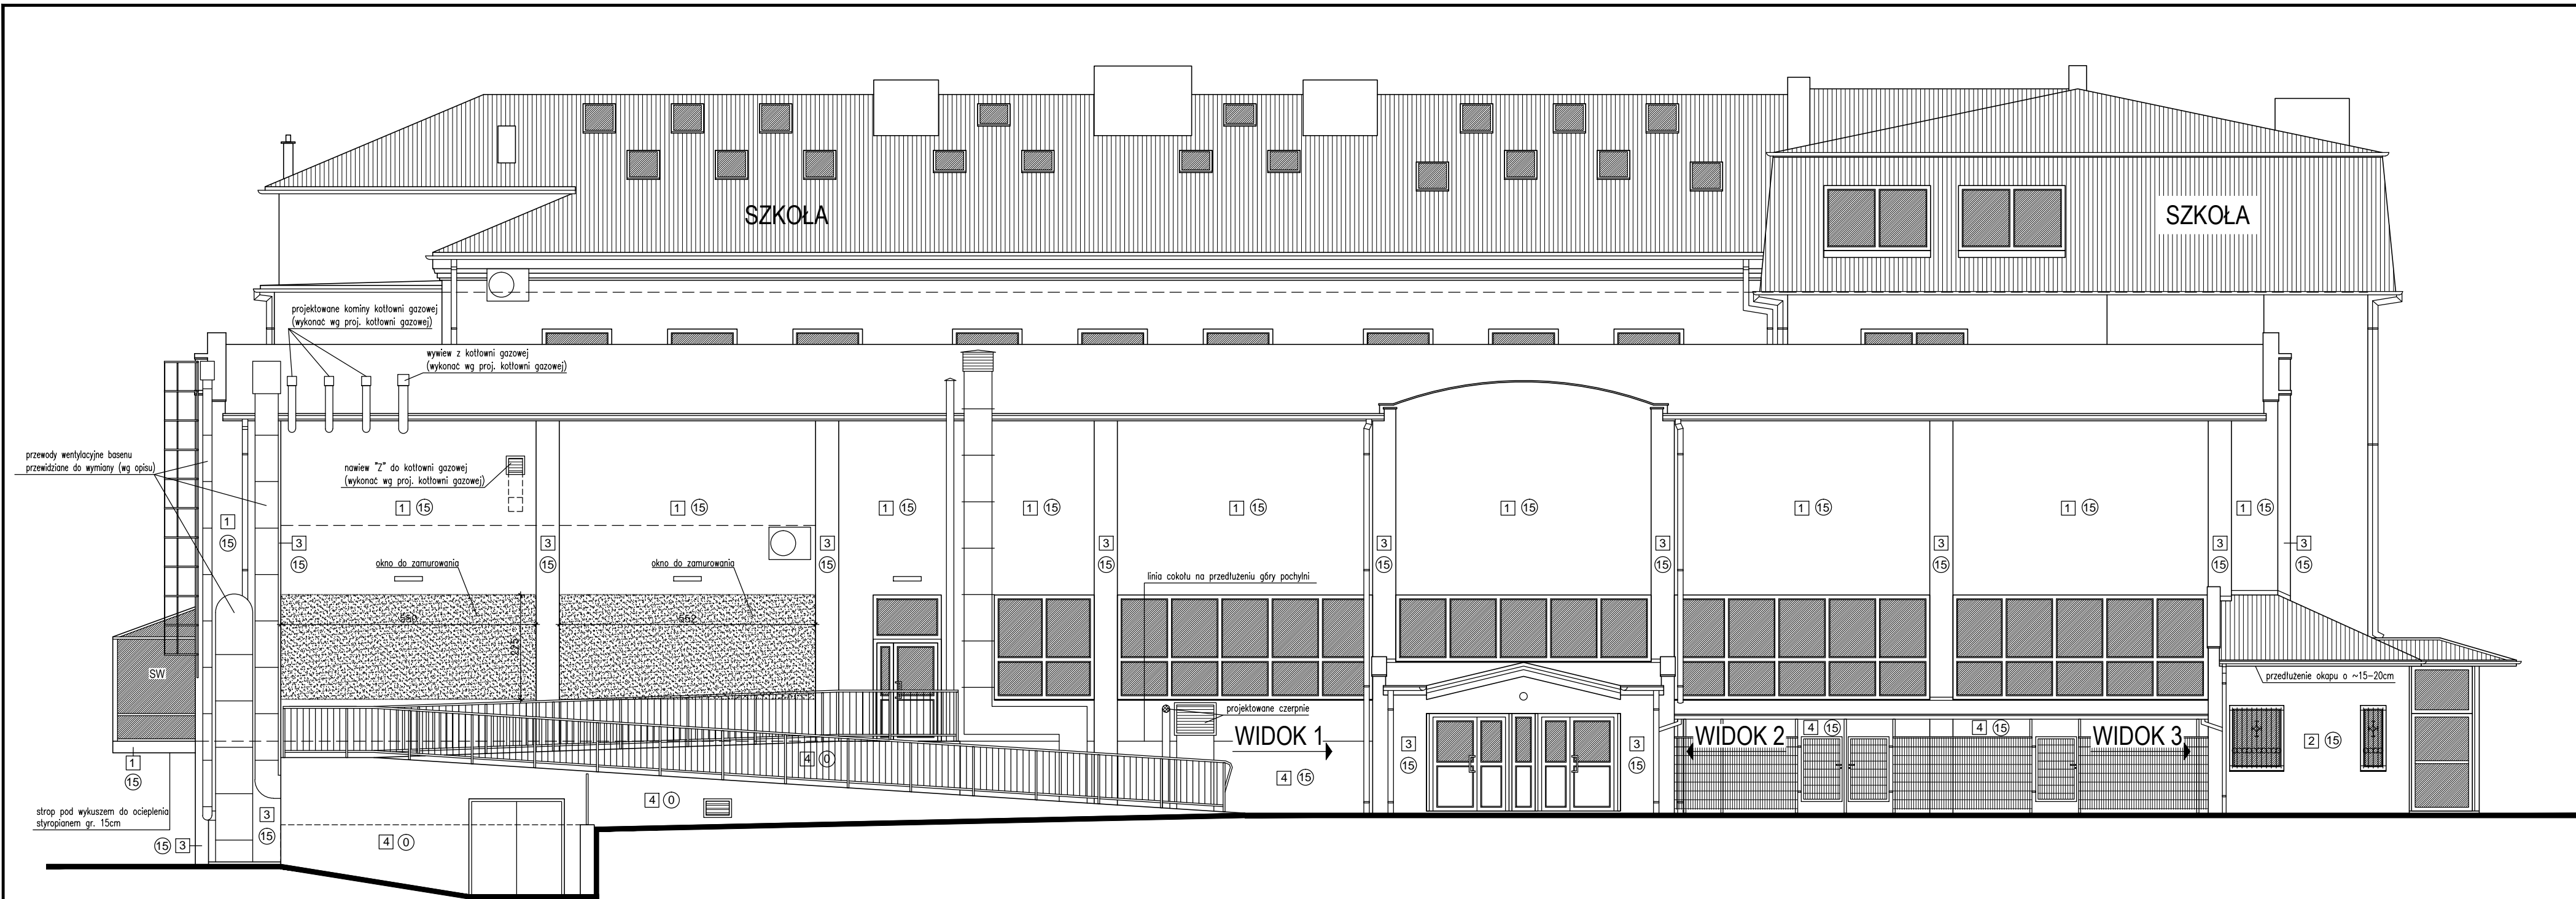 SZKOŁA
SZKOŁA
projektowane kominy kotłowni gazowej
(wykonać wg proj. kotłowni gazowej)
wywiew z kotłowni gazowej
(wykonać wg proj. kotłowni gazowej)
przewody wentylacyjne basenu
przewidziane do wymiany (wg opisu)
nawiew "Z" do kotłowni gazowej
(wykonać wg proj. kotłowni gazowej)
1 15
1 15
1 15
1 15
1 15
1 15
1 15
1 15
1 15
1
15
3
15
3
15
3
15
3
15
3
15
3
15
3
15
3
15
3
15
okno do zamurowania
okno do zamurowania
linia cokołu na przedłużeniu góry pochylni
225
SW
przedłużenie okapu o ~15-20cm
projektowane czerpnie
WIDOK 1
WIDOK 2
WIDOK 3
4 15
4 15
2 15
3
15
3
15
4 0
4 15
1
15
strop pod wykuszem do ocieplenia
styropianem gr. 15cm
4 0
3
15
4 0
15 3